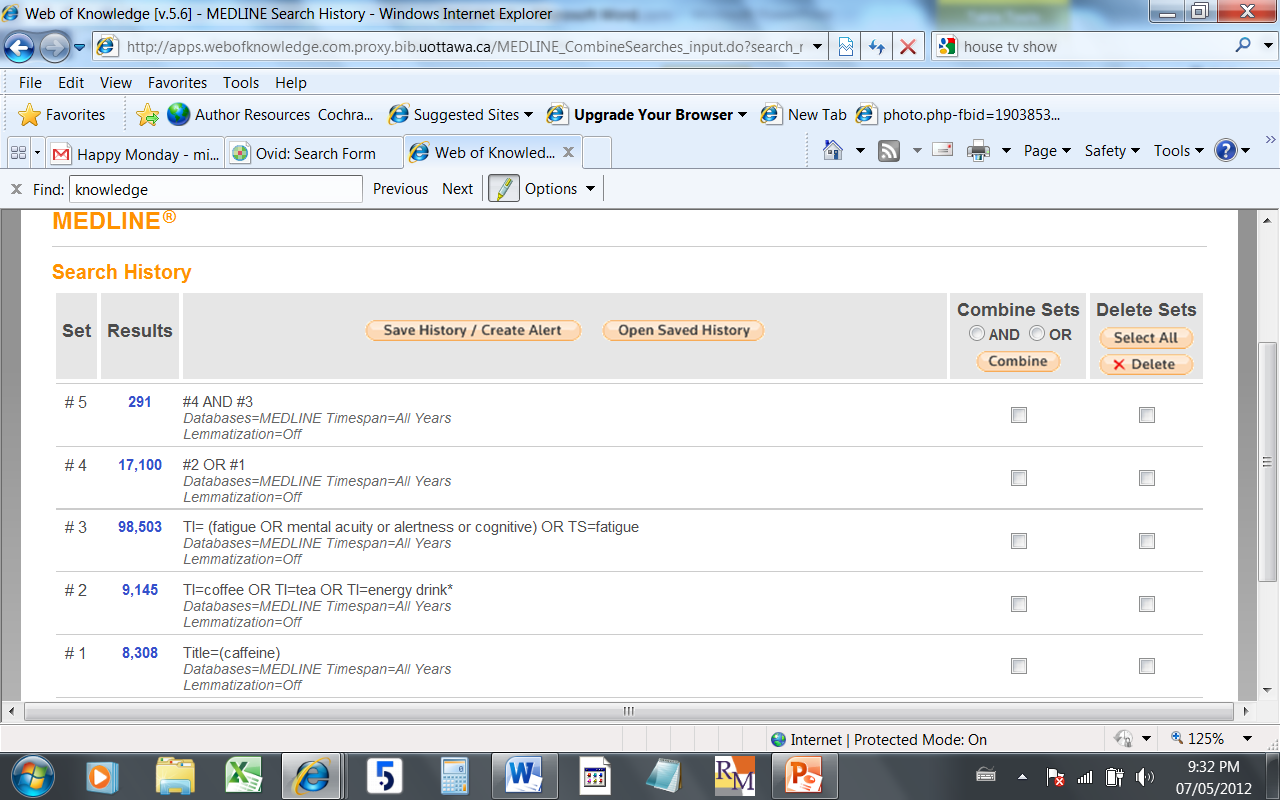 Web of Knowledge [v.5.6] - MEDLINE Search History - Windows Internet Explorer
http://apps.webofknowledge.com.proxy.bib.uottawa.ca/MEDLINE_CombineSearches_input.do?search_r
house tv show
File Edit View Favorites Tools Help
Favorites Author Resources Cochra... Suggested Sites Upgrade Your Browser New Tab photo.php-fbid=1903853...
Happy Monday - mi... Ovid: Search Form Web of Knowled... Page Safety Tools
Find: knowledge Previous Next Options
MEDLINE®
Search History
Set Results Save History / Create Alert Open Saved History Combine Sets Delete Sets
AND OR Select All
Combine Delete
# 5 291 #4 AND #3
Databases=MEDLINE Timespan=All Years
Lemmatization=Off
# 4 17,100 #2 OR #1
Databases=MEDLINE Timespan=All Years
Lemmatization=Off
# 3 98,503 TI= (fatigue OR mental acuity or alertness or cognitive) OR TS=fatigue
Databases=MEDLINE Timespan=All Years
Lemmatization=Off
# 2 9,145 TI=coffee OR TI=tea OR TI=energy drink*
Databases=MEDLINE Timespan=All Years
Lemmatization=Off
# 1 8,308 Title=(caffeine)
Databases=MEDLINE Timespan=All Years
Lemmatization=Off
Internet | Protected Mode: On 125%
5 W RM P
9:32 PM
07/05/2012